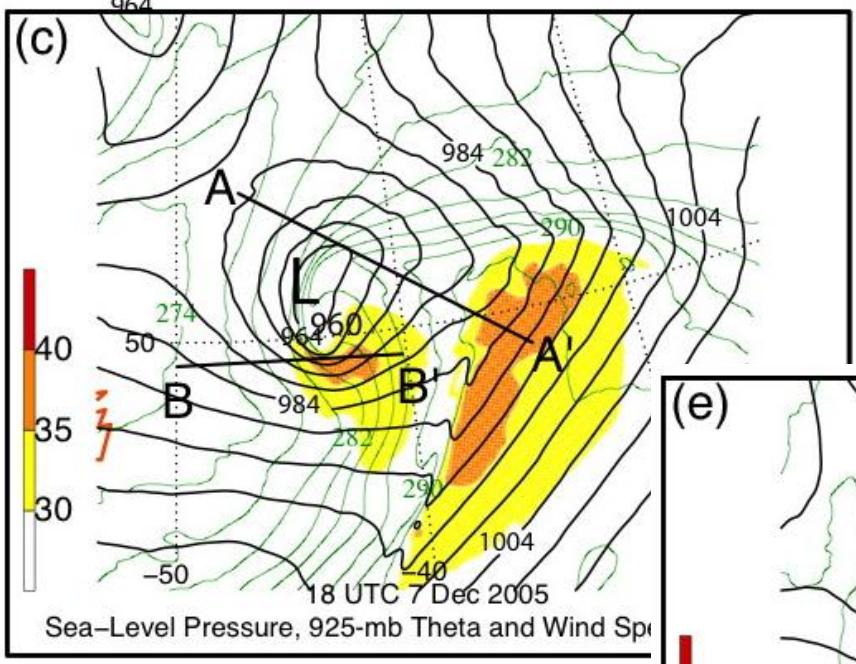 964
(c)
984
282
A
1004
290
L
274
960
964
50
40
A'
B
B'
984
35
282
290
30
1004
−50
−40
18 UTC 7 Dec 2005
Sea−Level Pressure, 925-mb Theta and Wind Spe
(e)